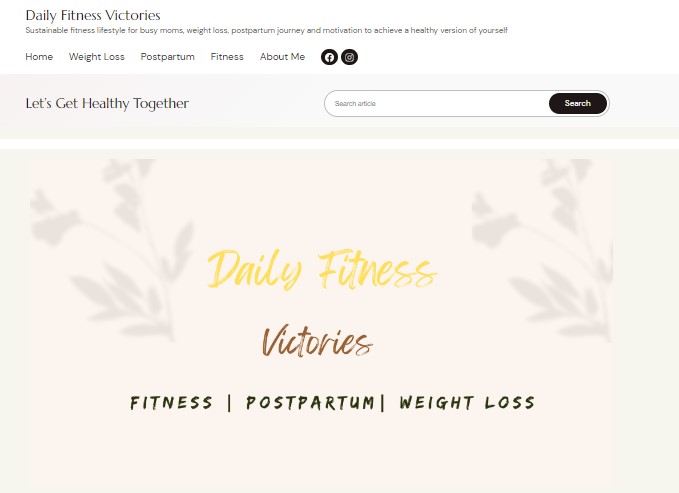 Daily Fitness Victories
Sustainable fitness lifestyle for busy moms, weight loss, postpartum journey and motivation to achieve a healthy version of yourself
Home Weight Loss Postpartum Fitness About Me
Let's Get Healthy Together
Search article
Search
Daily Fitness
Victories
FITNESS | POSTPARTUM| WEIGHT LOSS